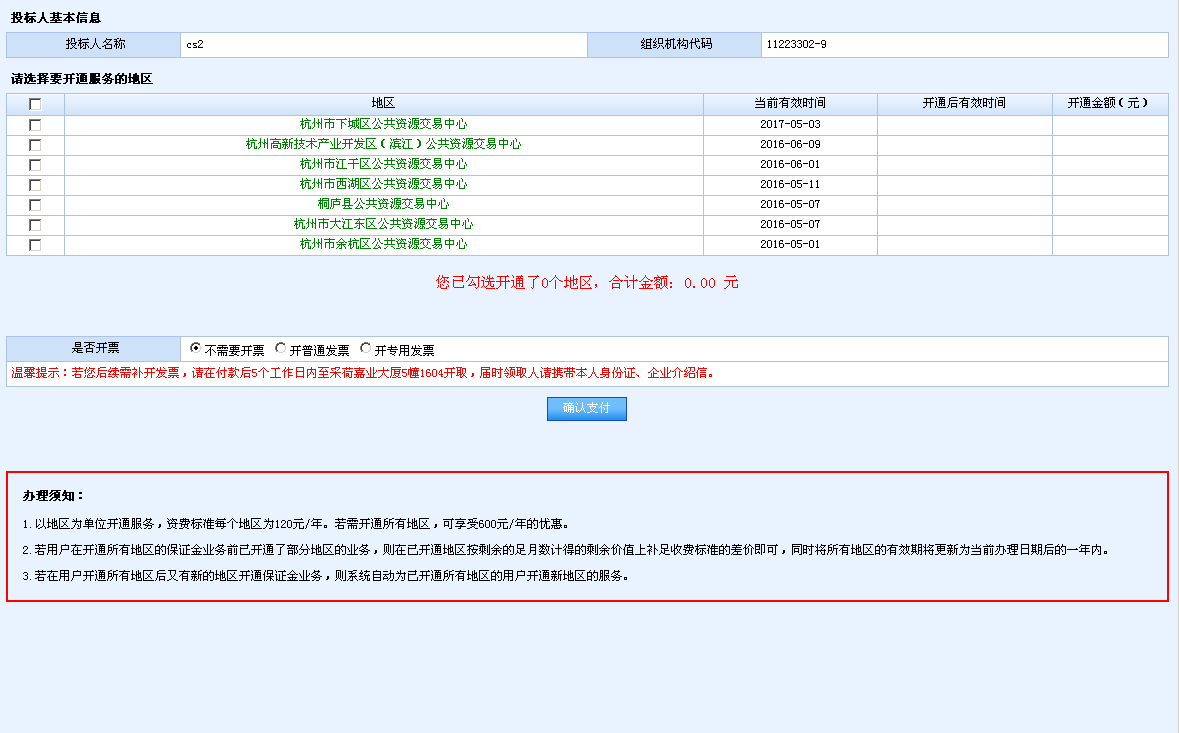 投标人基本信息
投标人名称 cs2 组织机构代码 11223302-9
请选择要开通服务的地区
地区 当前有效时间 开通后有效时间 开通金额(元)
杭州市下城区公共资源交易中心 2017-05-03
杭州高新技术产业开发区(滨江)公共资源交易中心 2016-06-09
杭州市江干区公共资源交易中心 2016-06-01
杭州市西湖区公共资源交易中心 2016-05-11
桐庐县公共资源交易中心 2016-05-07
杭州市大江东区公共资源交易中心 2016-05-07
杭州市余杭区公共资源交易中心 2016-05-01
您已勾选开通了0个地区，合计金额：0.00 元
是否开票 不需要开票 开普通发票 开专用发票
温馨提示：若您后续需补开发票，请在付款后5个工作日内至采荷嘉业大厦5幢1604开取，届时领取人请携带本人身份证、企业介绍信。
确认支付
办理须知：
1.以地区为单位开通服务，资费标准每个地区为120元/年。若需开通所有地区，可享受600元/年的优惠。
2.若用户在开通所有地区的保证金业务前已开通了部分地区的业务，则在已开通地区按剩余的足月数计得的剩余价值上补足收费标准的差价即可，同时将所有地区的有效期将更新为当前办理日期后的一年内。
3.若在用户开通所有地区后又有新的地区开通保证金业务，则系统自动为已开通所有地区的用户开通新地区的服务。